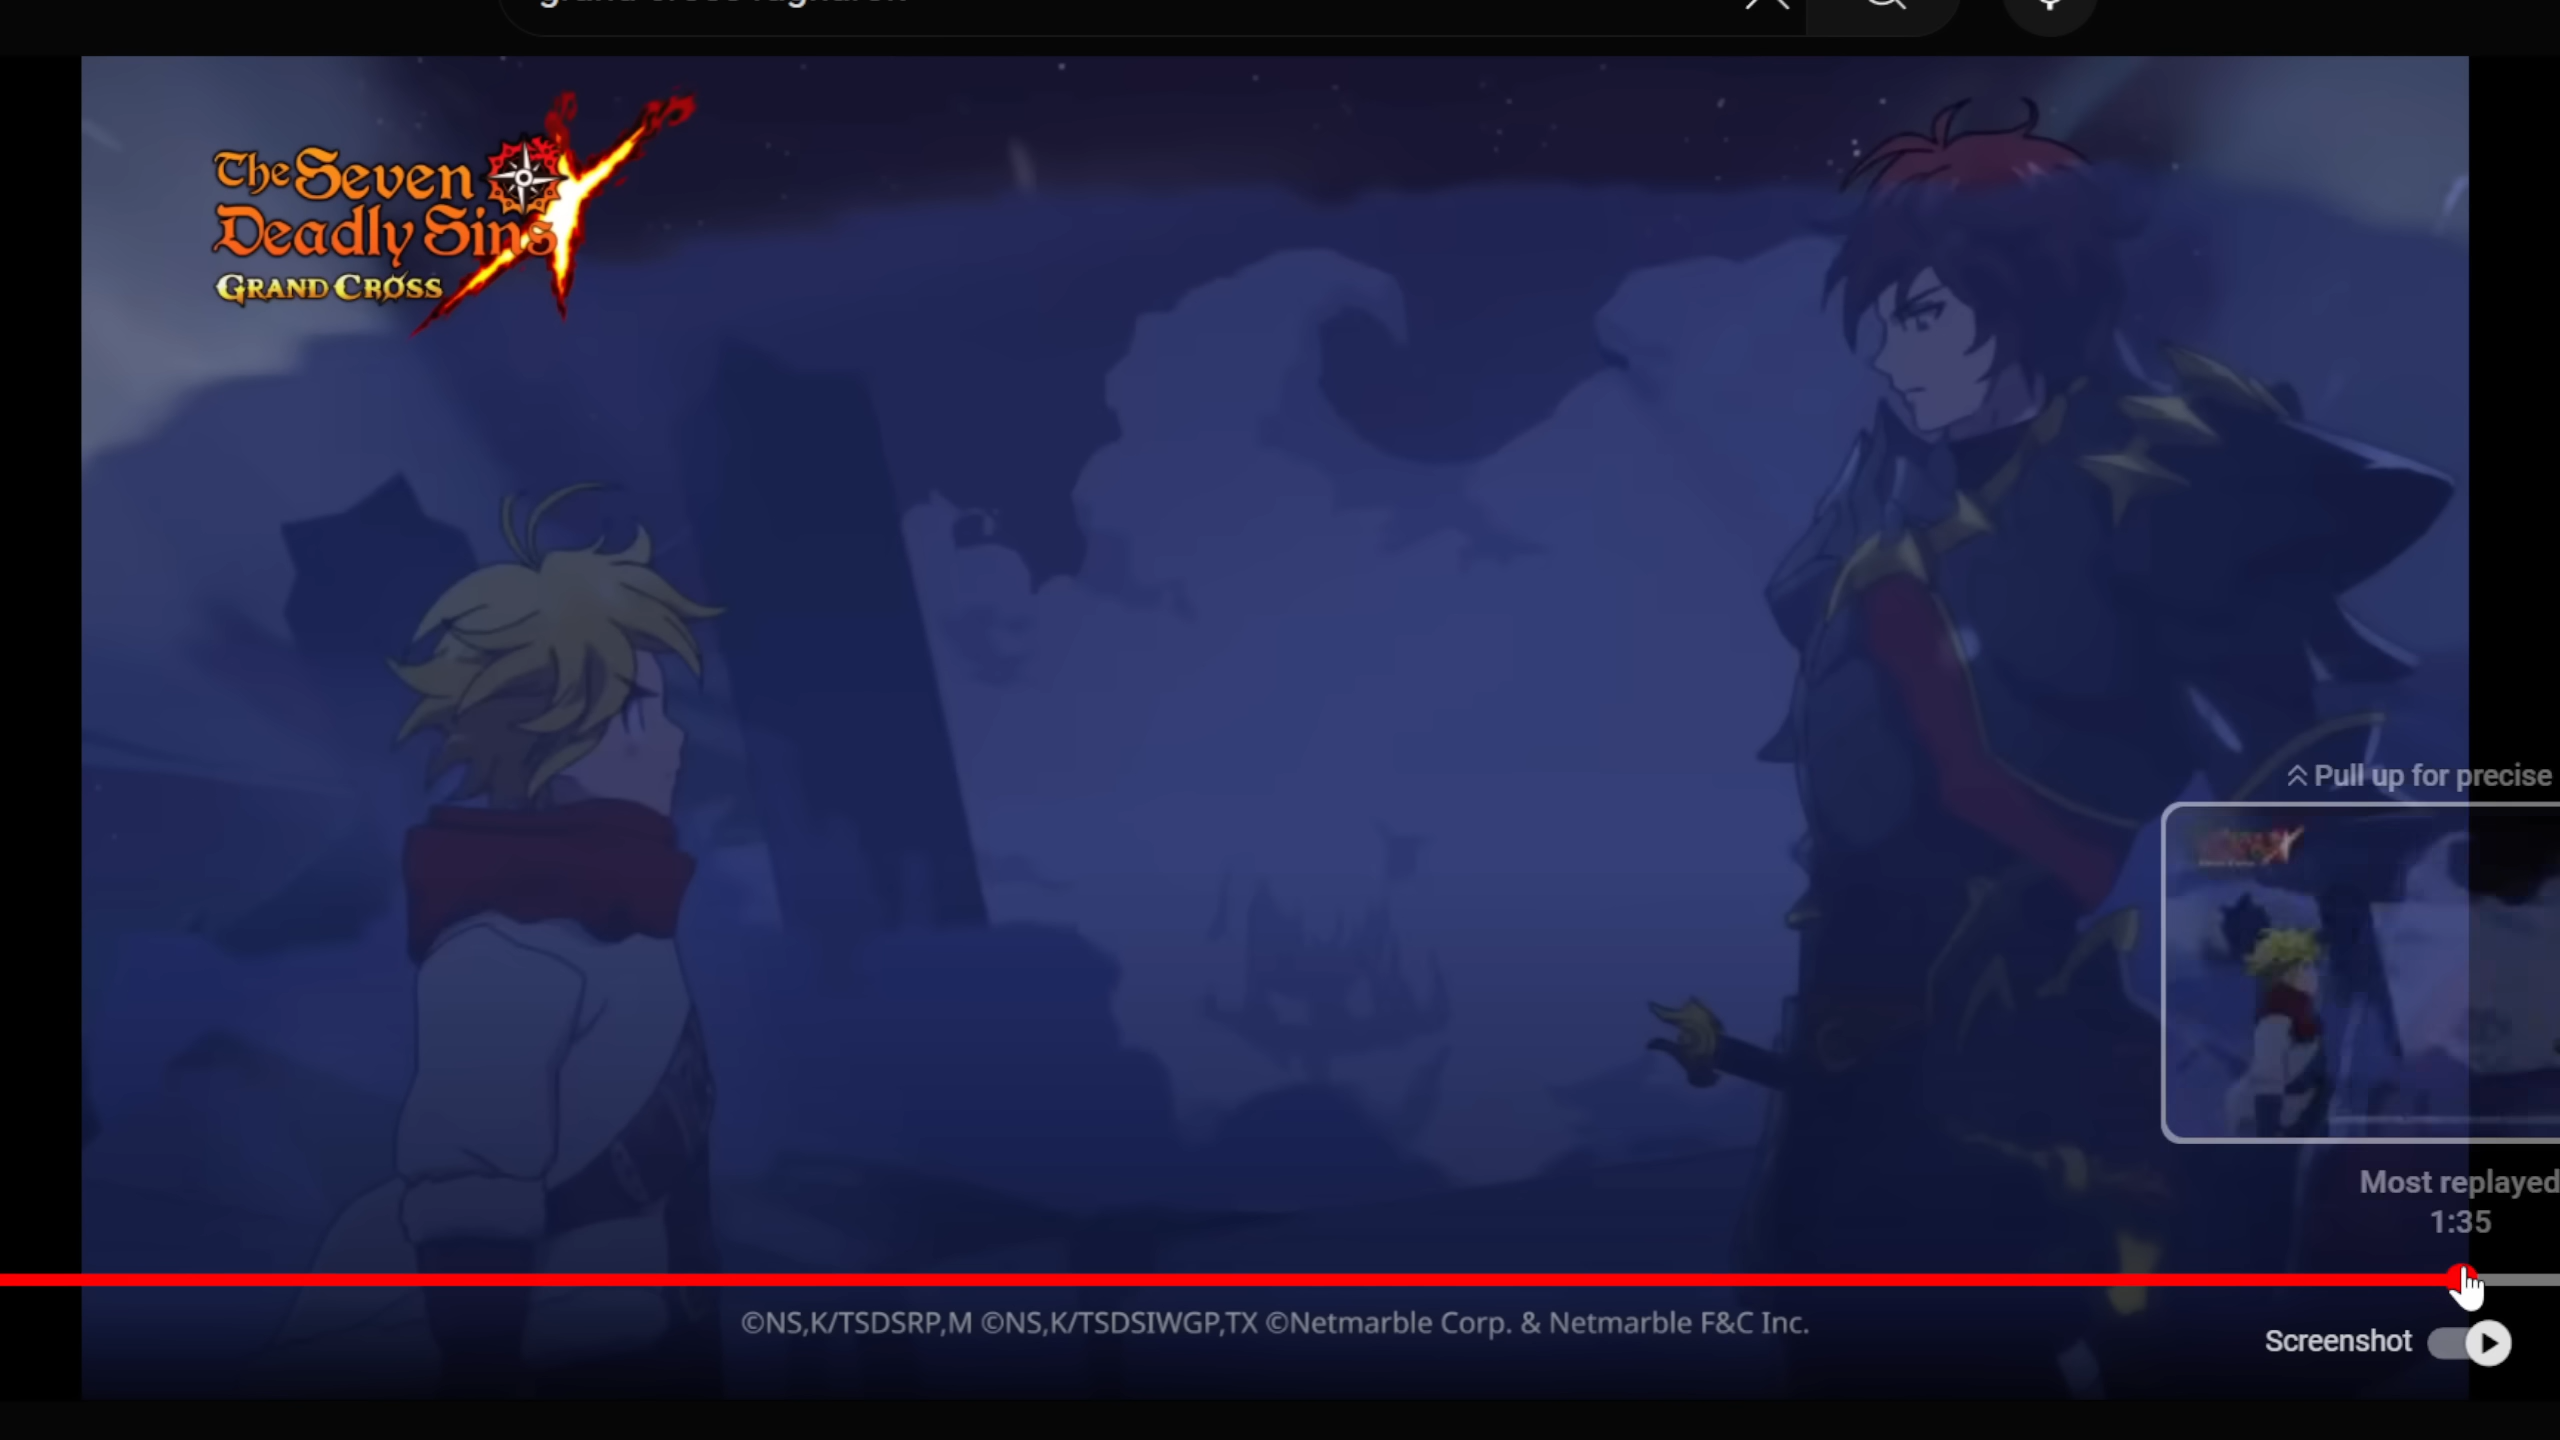 The Seven
Deadly Sins
GRAND CROSS
Pull up for precise
Most replayed
1:35
©NS,K/TSDSRP,M ©NS,K/TSDSIWGP,TX ©Netmarble Corp. & Netmarble F&C Inc.
Screenshot